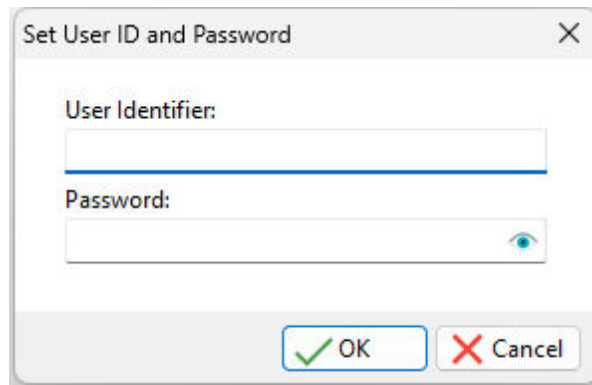 Set User ID and Password
User Identifier:
Password:
OK
Cancel